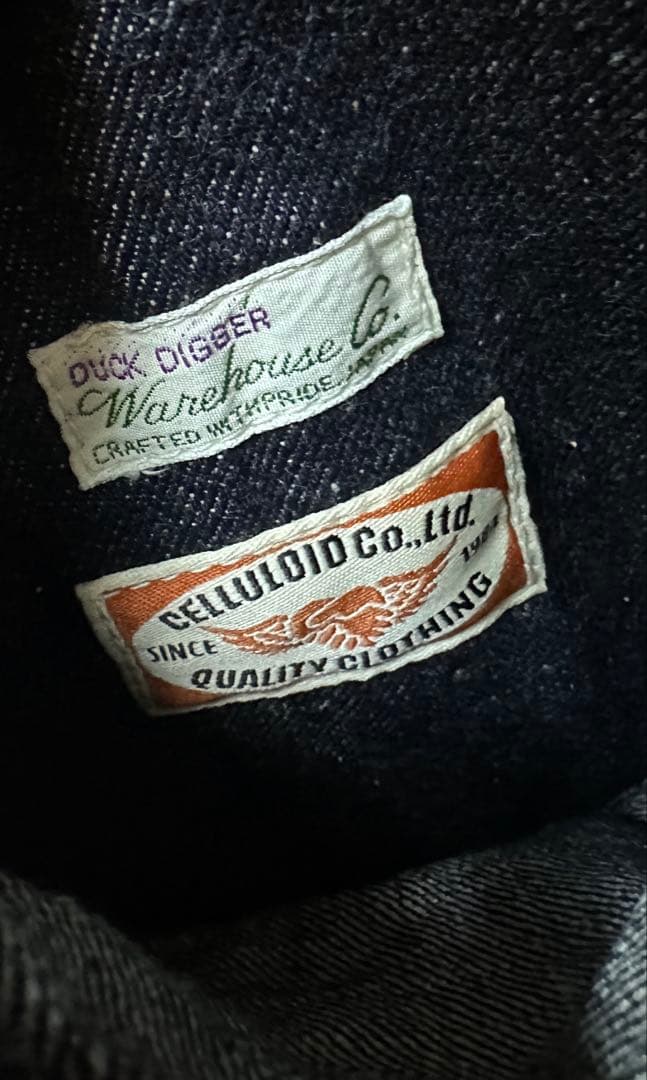 DUCK DIGGER
Warehouse Co.
CRAFTED WITH PRIDE JAPAN
CELLULOID Co.,Ltd.
SINCE
QUALITY CLOTHING